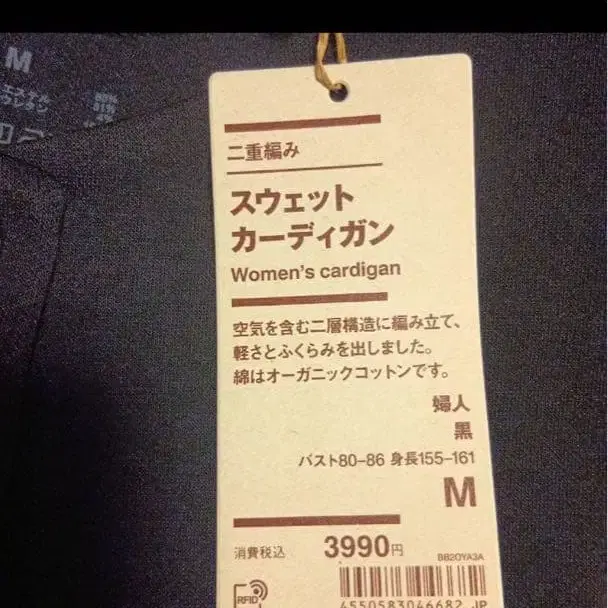 M
二重編み
スウェット
カーディガン
Women's cardigan
空気を含む二層構造に編み立て、
軽さとふくらみを出しました。
綿はオーガニックコットンです。
婦人
黒
バスト80-86 身長155-161
M
消費税込 3990円
BB2OYA3A
RFID
4550583046682 JP